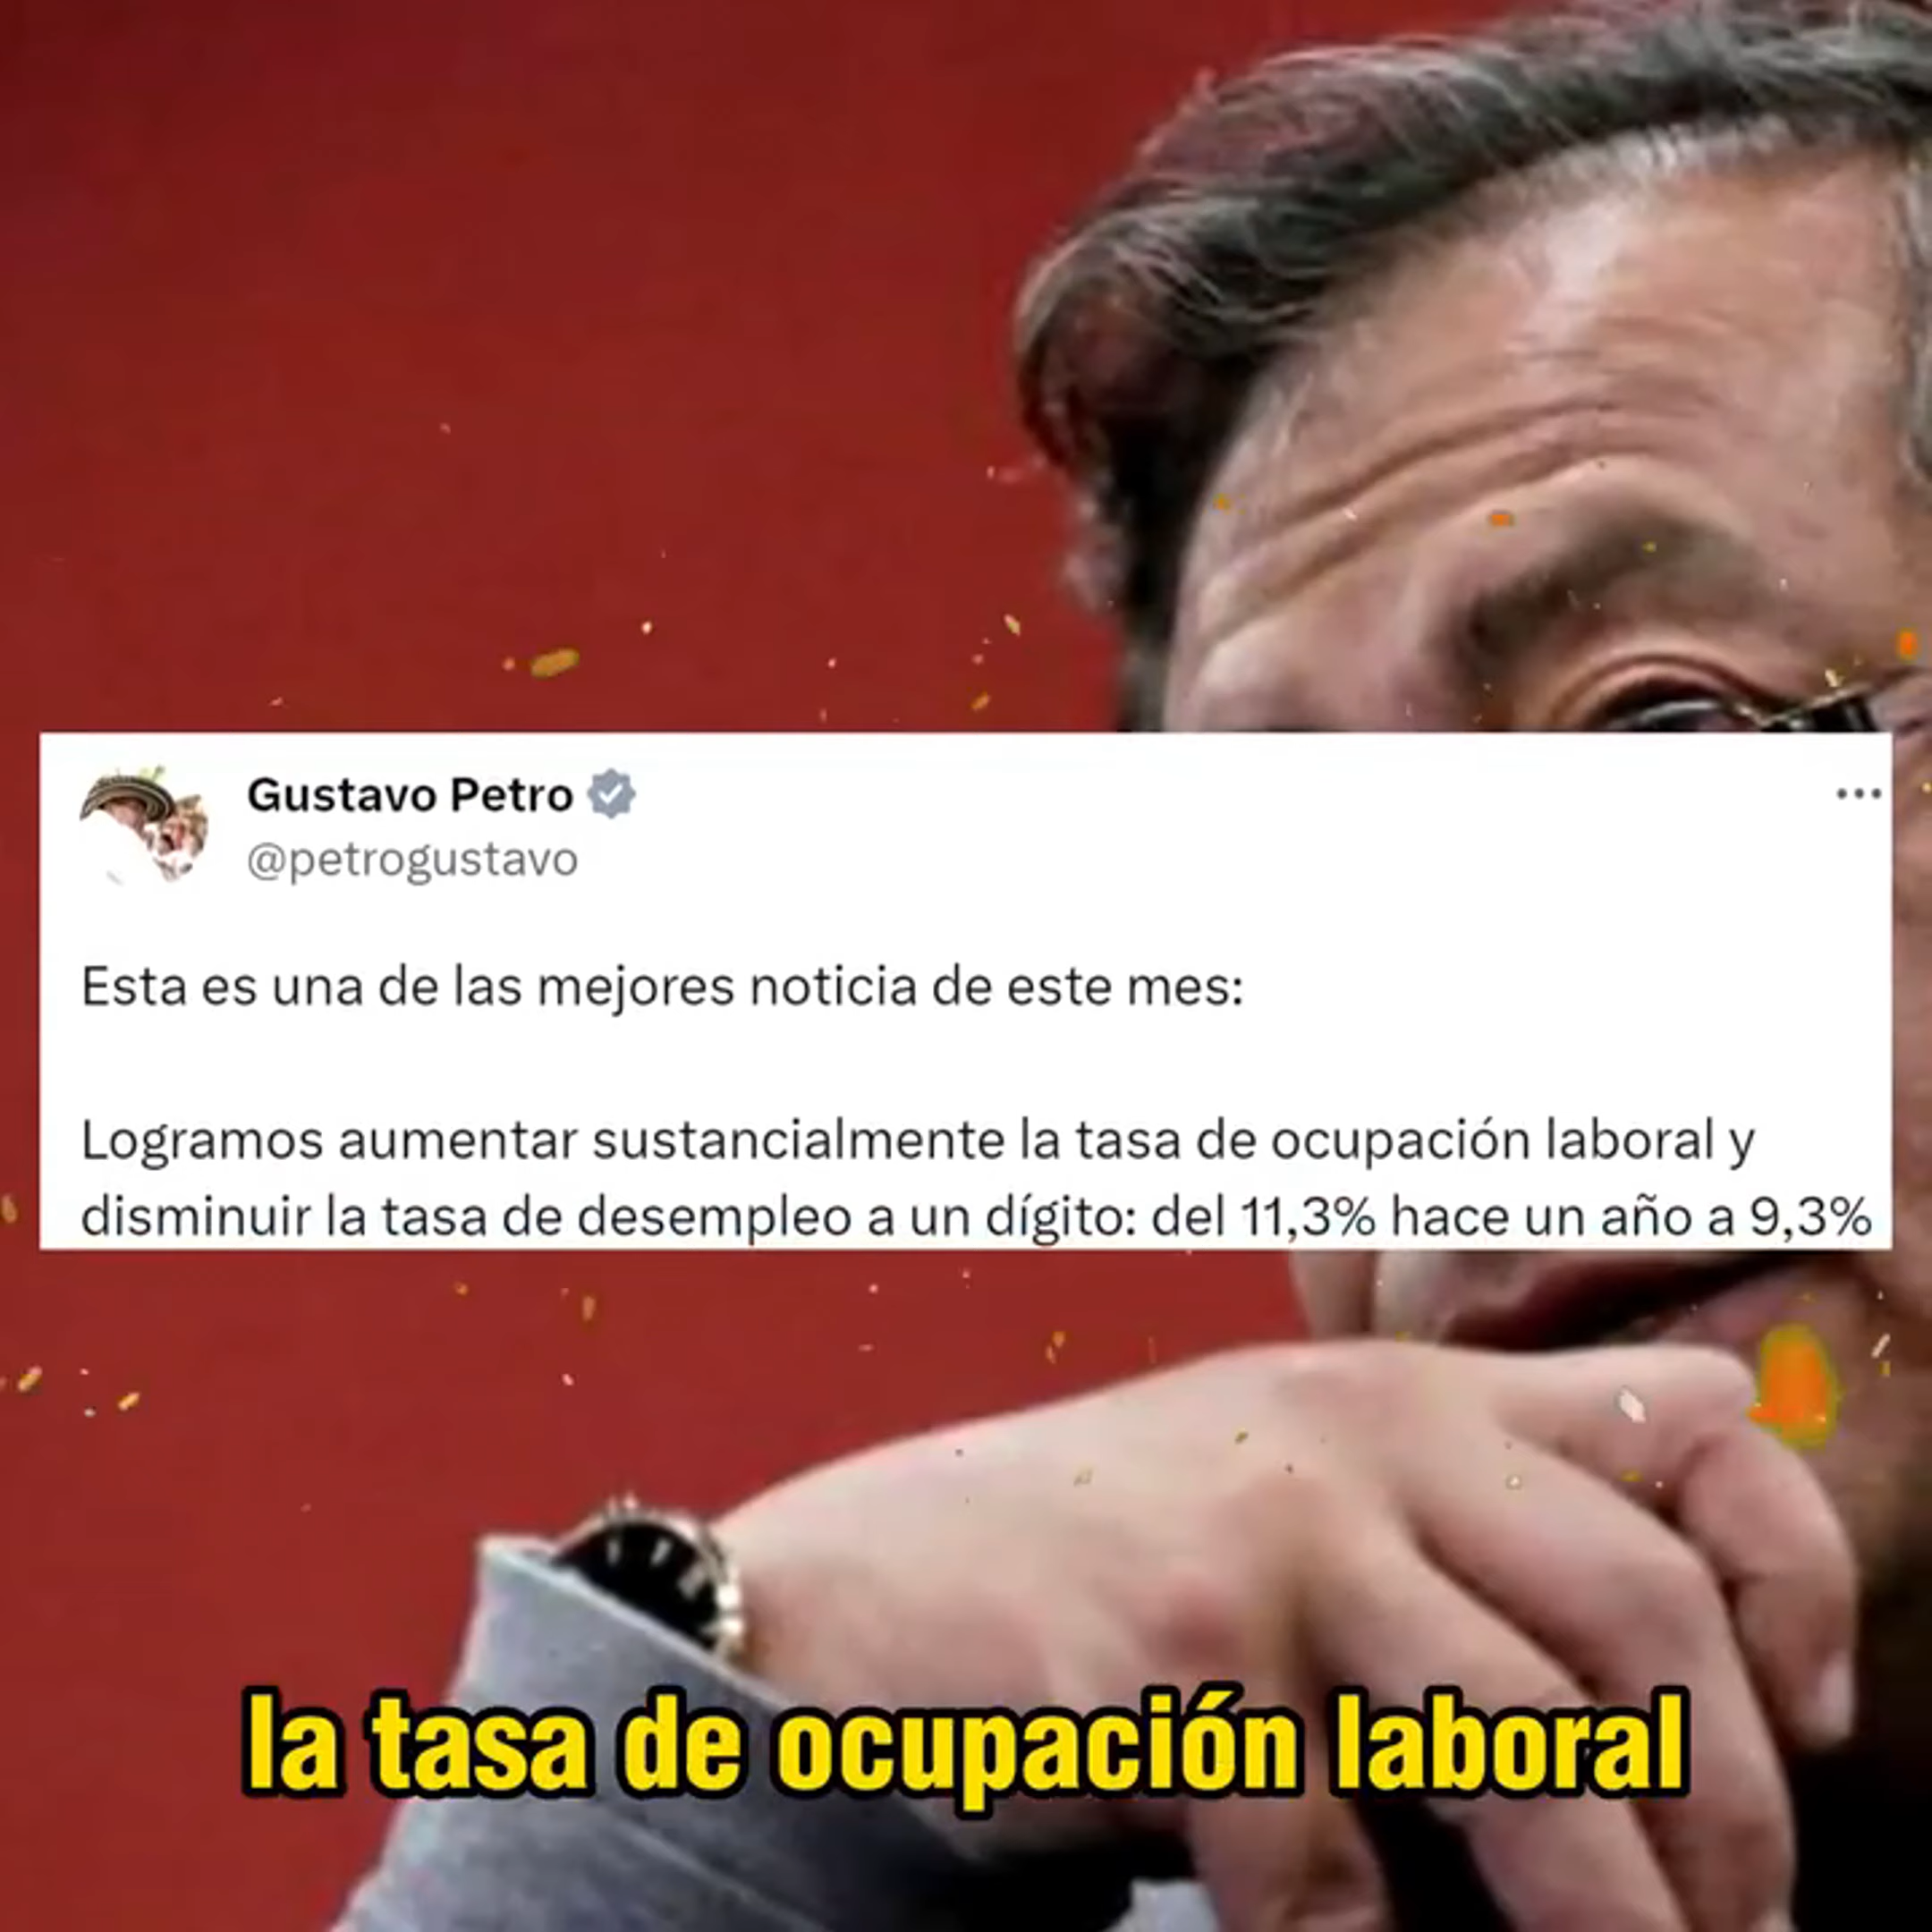 Gustavo Petro
@petrogustavo
Esta es una de las mejores noticia de este mes:
Logramos aumentar sustancialmente la tasa de ocupación laboral y
disminuir la tasa de desempleo a un dígito: del 11,3% hace un año a 9,3%
la tasa de ocupación laboral